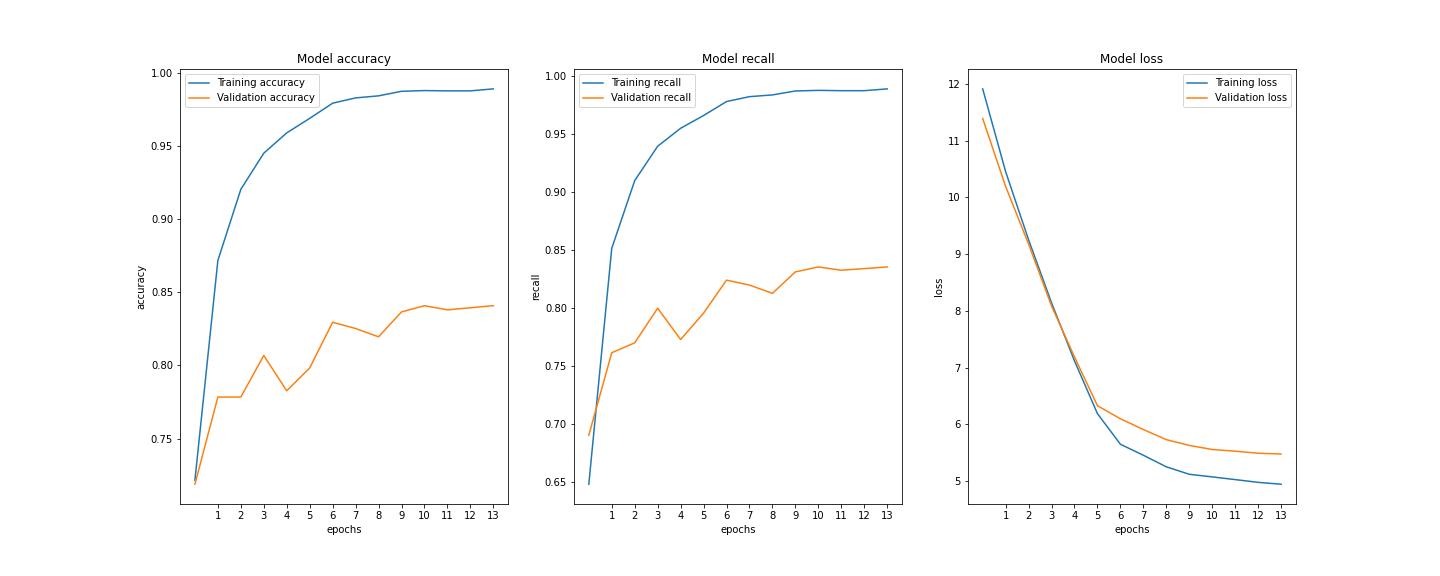 Model accuracy
Training accuracy
Validation accuracy
1.00
0.95
0.90
0.85
0.80
0.75
accuracy
1 2 3 4 5 6 7 8 9 10 11 12 13
epochs
Model recall
Training recall
Validation recall
1.00
0.95
0.90
0.85
0.80
0.75
0.70
0.65
recall
1 2 3 4 5 6 7 8 9 10 11 12 13
epochs
Model loss
Training loss
Validation loss
12
11
10
9
8
7
6
5
loss
1 2 3 4 5 6 7 8 9 10 11 12 13
epochs